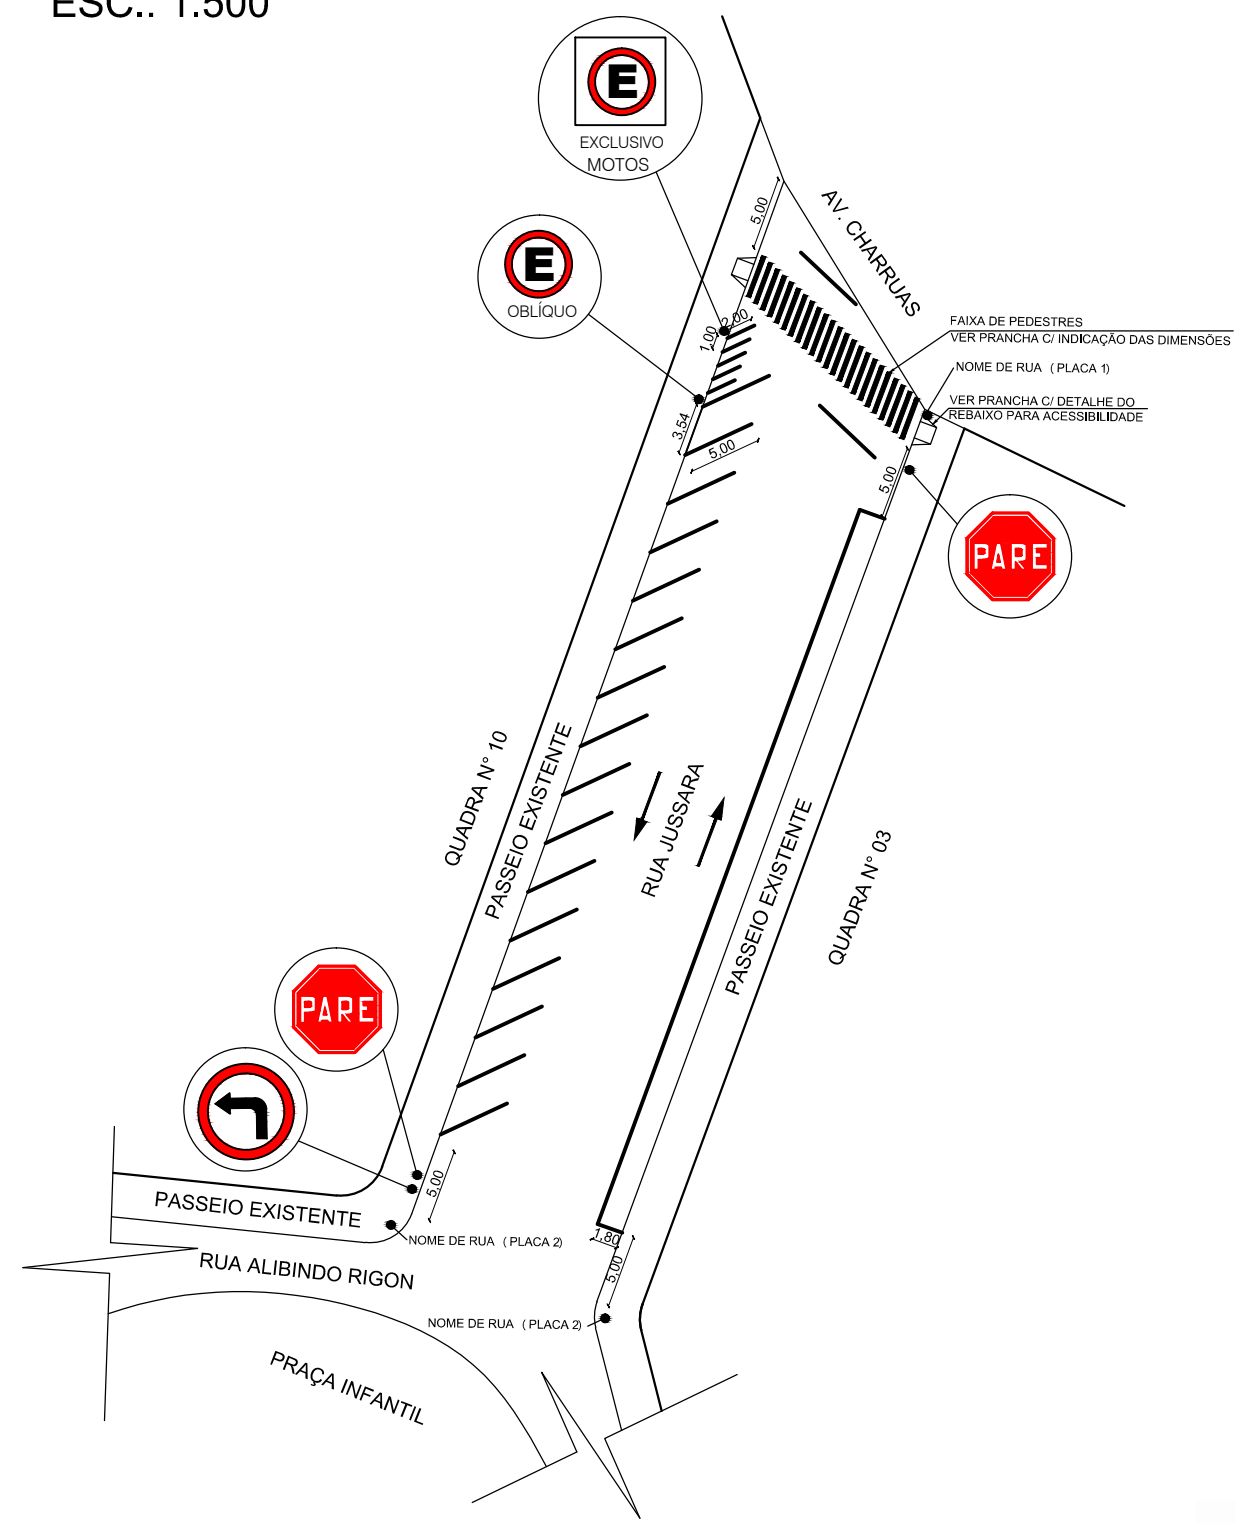 ESC.: 1:500
E
EXCLUSIVO
MOTOS
E
OBLÍQUO
AV. CHARRUAS
5,00
2,00
1,00
3,54
5,00
FAIXA DE PEDESTRES
VER PRANCHA C/ INDICAÇÃO DAS DIMENSÕES
NOME DE RUA (PLACA 1)
VER PRANCHA C/ DETALHE DO
REBAIXO PARA ACESSIBILIDADE
5,00
PARE
QUADRA N° 10
PASSEIO EXISTENTE
RUA JUSSARA
PASSEIO EXISTENTE
QUADRA N° 03
PARE
5,00
PASSEIO EXISTENTE
NOME DE RUA (PLACA 2)
1,80
5,00
RUA ALIBINDO RIGON
NOME DE RUA (PLACA 2)
PRAÇA INFANTIL